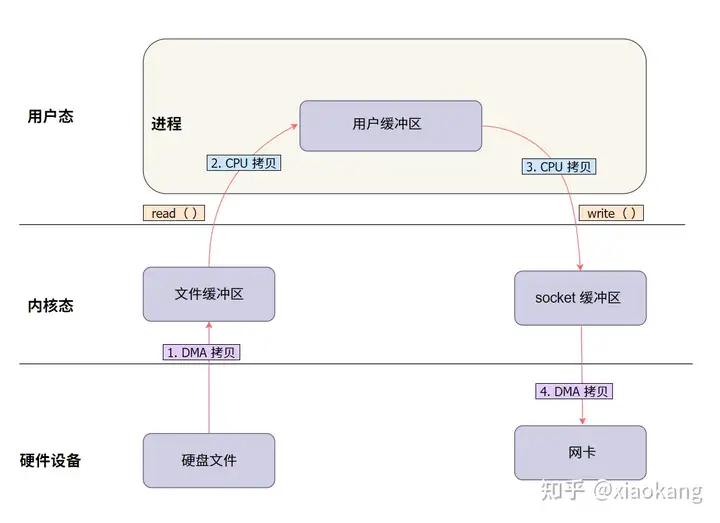 用户态
进程
用户缓冲区
2. CPU 拷贝
3. CPU 拷贝
read（ ）
write（ ）
内核态
文件缓冲区
socket 缓冲区
1. DMA 拷贝
4. DMA 拷贝
硬件设备
硬盘文件
网卡
知乎 @xiaokang